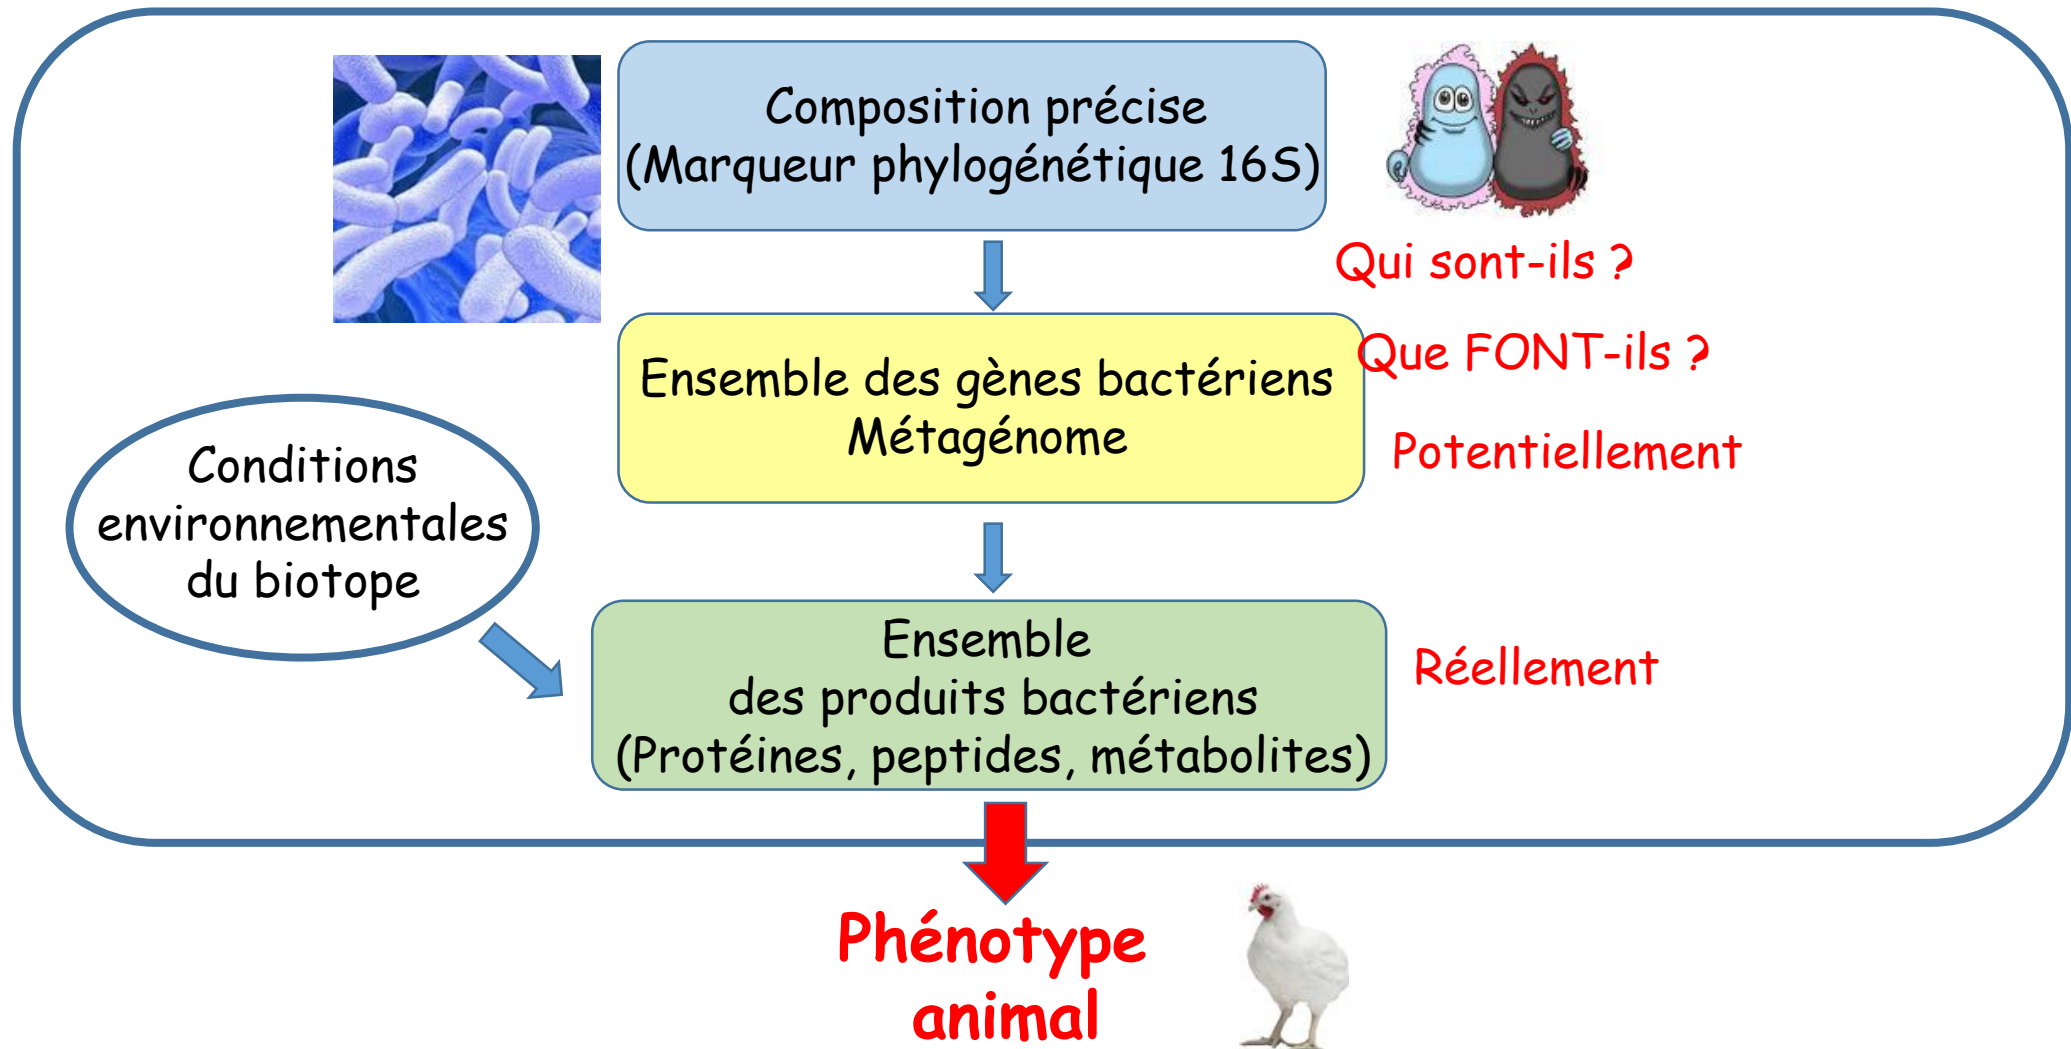 Composition précise
(Marqueur phylogénétique 16S)
Qui sont-ils ?
Que FONT-ils ?
Ensemble des gènes bactériens
Métagénome
Potentiellement
Conditions
environnementales
du biotope
Ensemble
des produits bactériens
(Protéines, peptides, métabolites)
Réellement
Phénotype
animal